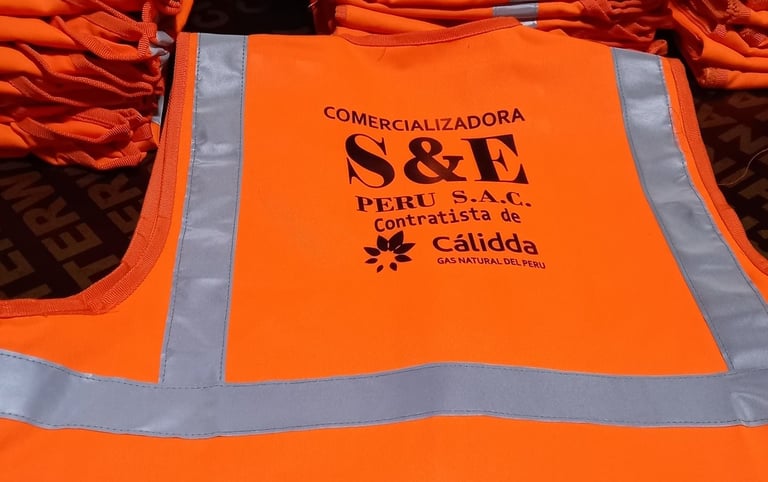 COMERCIALIZADORA
S&E
PERU S.A.C.
Contratista de
Cálidda
GAS NATURAL DEL PERU